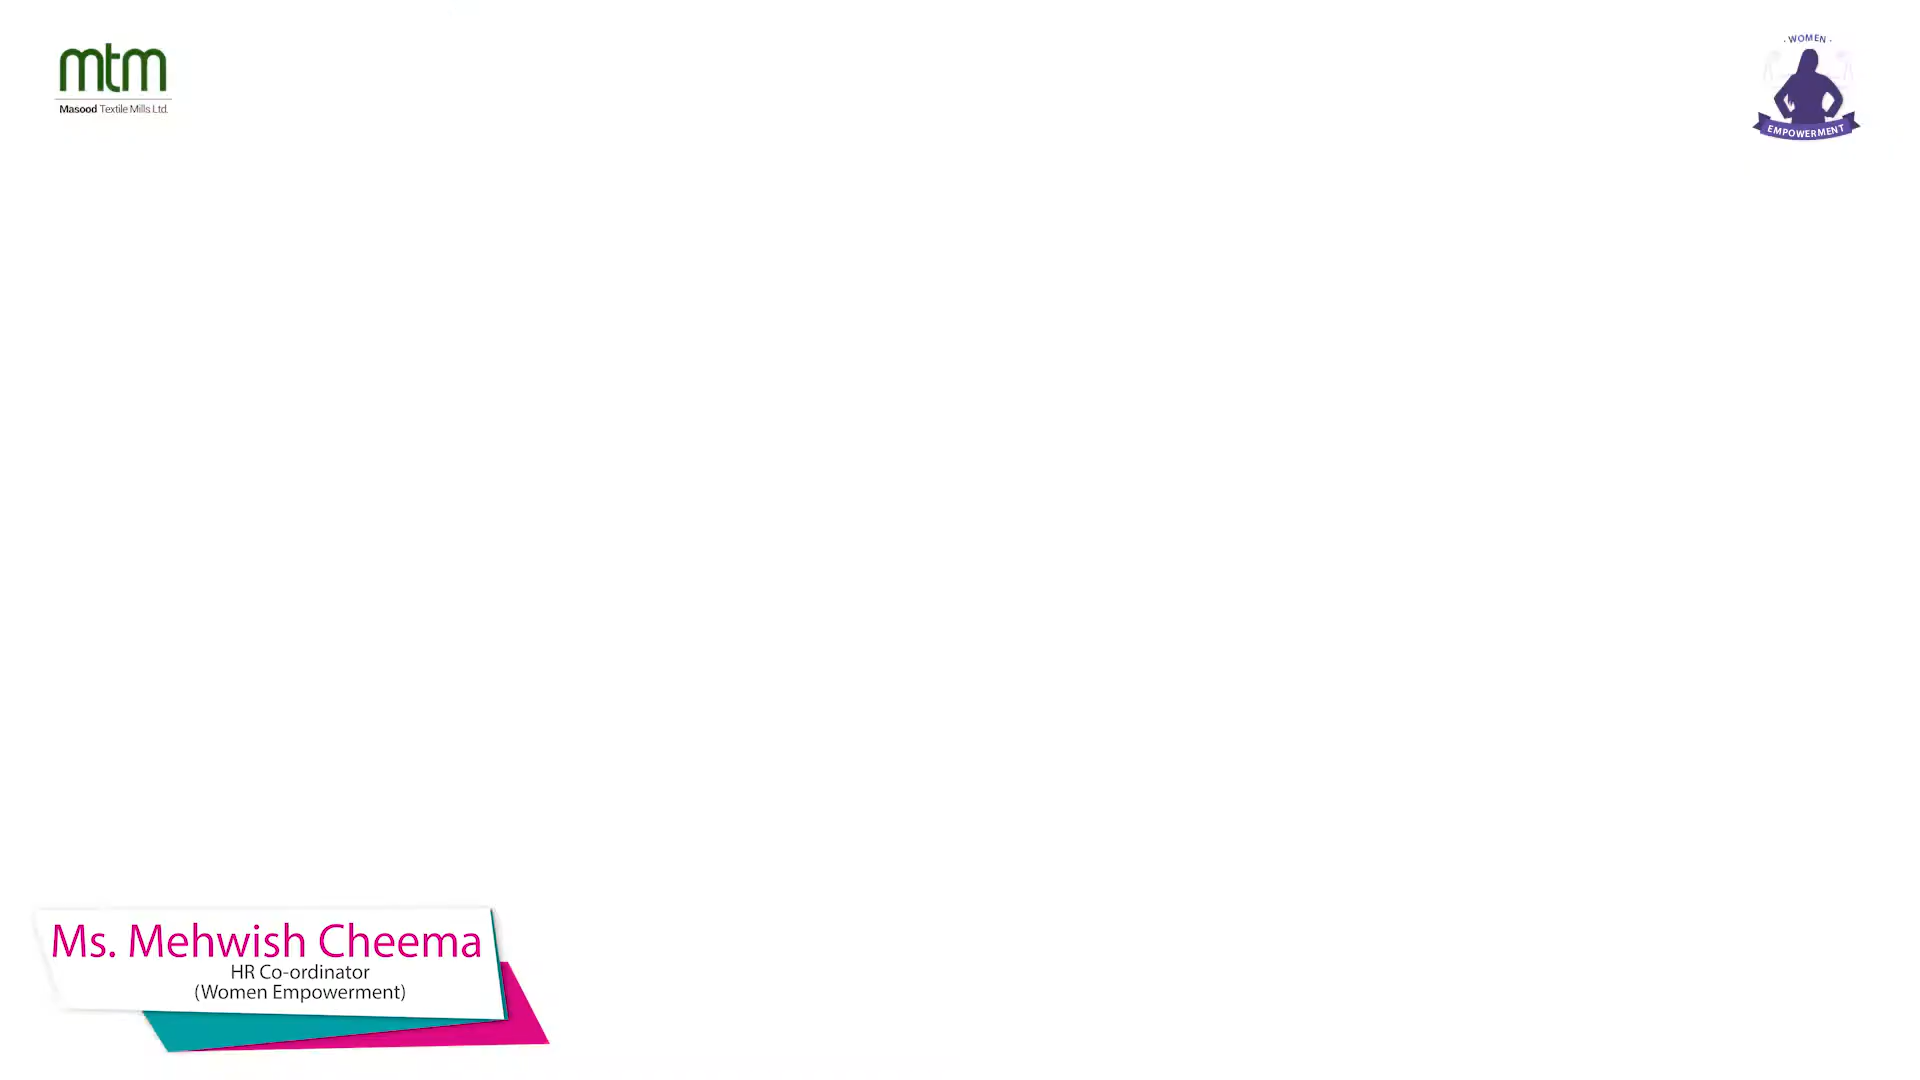 mtm
Masood Textile Mills Ltd.
· WOMEN ·
EMPOWERMENT
Ms. Mehwish Cheema
HR Co-ordinator
(Women Empowerment)